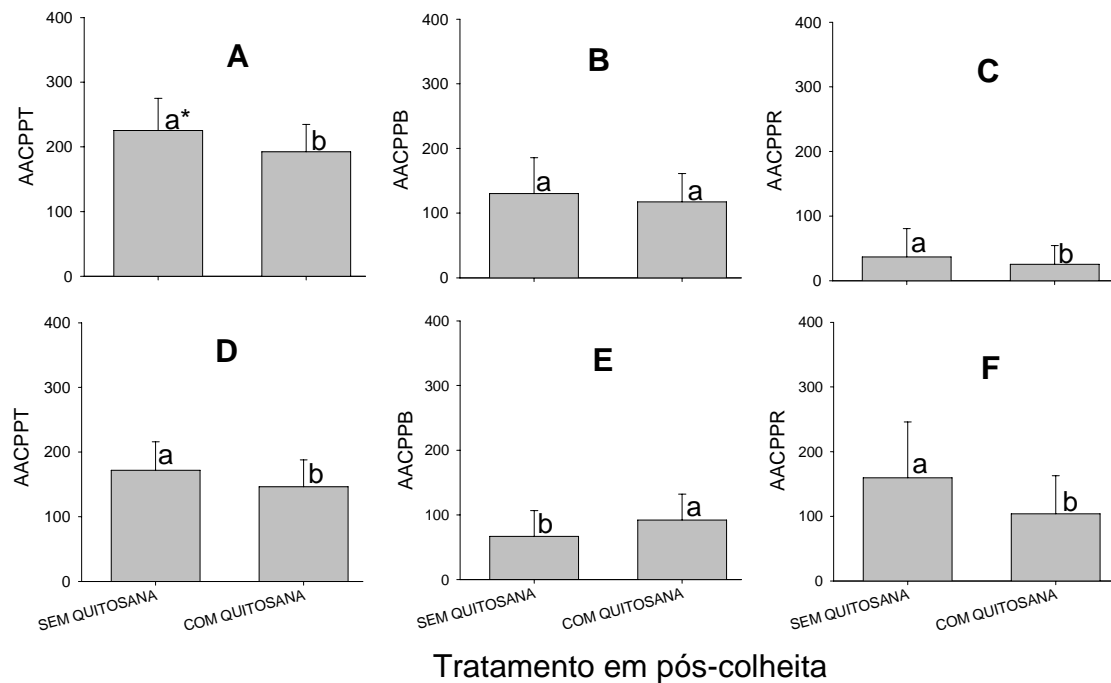 400
300
200
100
0
AACPPT
A
a*
b
400
300
200
100
0
AACPPB
B
a
a
400
300
200
100
0
AACPPR
C
a
b
400
300
200
100
0
AACPPT
D
a
b
SEM QUITOSANA
COM QUITOSANA
400
300
200
100
0
AACPPB
E
b
a
SEM QUITOSANA
COM QUITOSANA
400
300
200
100
0
AACPPR
F
a
b
SEM QUITOSANA
COM QUITOSANA
Tratamento em pós-colheita